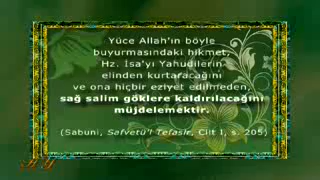 Yüce Allah'ın böyle
buyurmasındaki hikmet,
Hz. İsa'yı Yahudilerin
elinden kurtaracağını
ve ona hiçbir eziyet edilmeden,
sağ salim göklere kaldırılacağını
müjdelemektir.
(Sabuni, Safvetü'l Tefasir, Cilt I, s. 205)